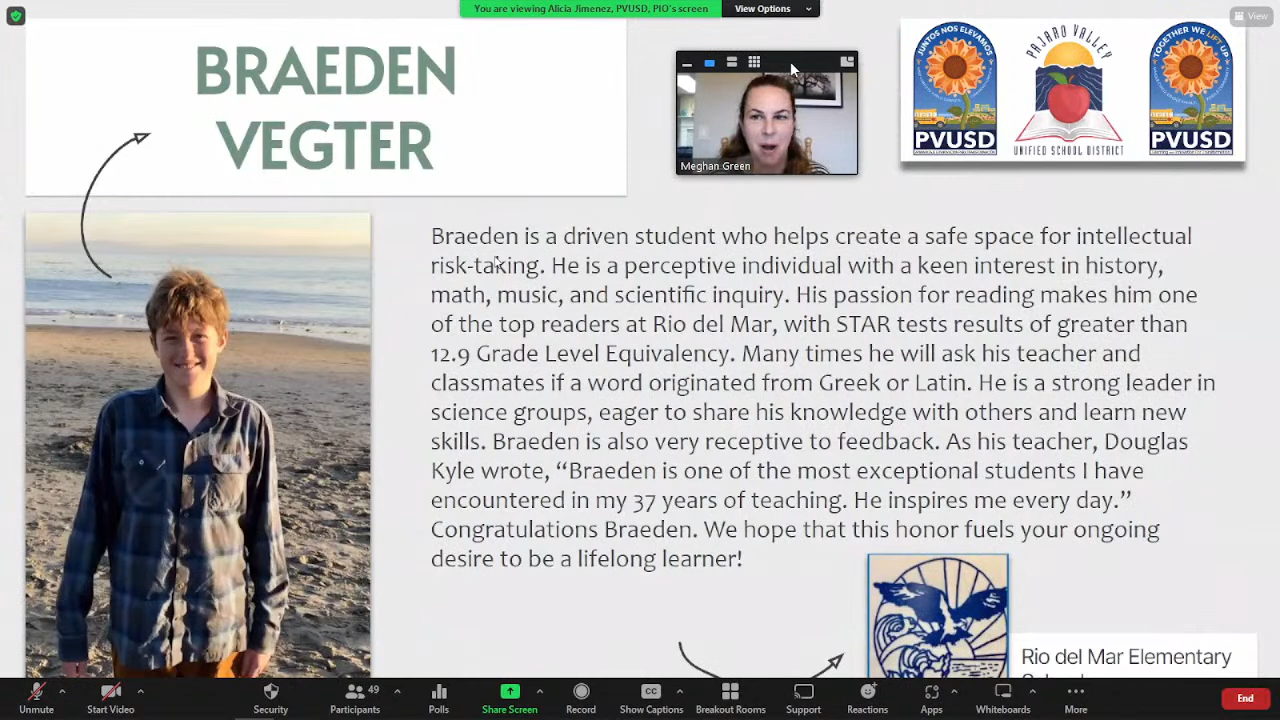 You are viewing Alicia Jimenez, PVUSD, PIO's screen
View Options
View
BRAEDEN
VEGTER
Meghan Green
JUNTOS NOS ELEVAMOS
PVUSD
PAJARO VALLEY
UNIFIED SCHOOL DISTRICT
TOGETHER WE LIFT UP
PVUSD
Braeden is a driven student who helps create a safe space for intellectual
risk-taking. He is a perceptive individual with a keen interest in history,
math, music, and scientific inquiry. His passion for reading makes him one
of the top readers at Rio del Mar, with STAR tests results of greater than
12.9 Grade Level Equivalency. Many times he will ask his teacher and
classmates if a word originated from Greek or Latin. He is a strong leader in
science groups, eager to share his knowledge with others and learn new
skills. Braeden is also very receptive to feedback. As his teacher, Douglas
Kyle wrote, “Braeden is one of the most exceptional students I have
encountered in my 37 years of teaching. He inspires me every day.”
Congratulations Braeden. We hope that this honor fuels your ongoing
desire to be a lifelong learner!
Rio del Mar Elementary
Unmute
Start Video
Security
Participants
49
Polls
Share Screen
Record
CC
Show Captions
Breakout Rooms
Support
Reactions
Apps
Whiteboards
More
End